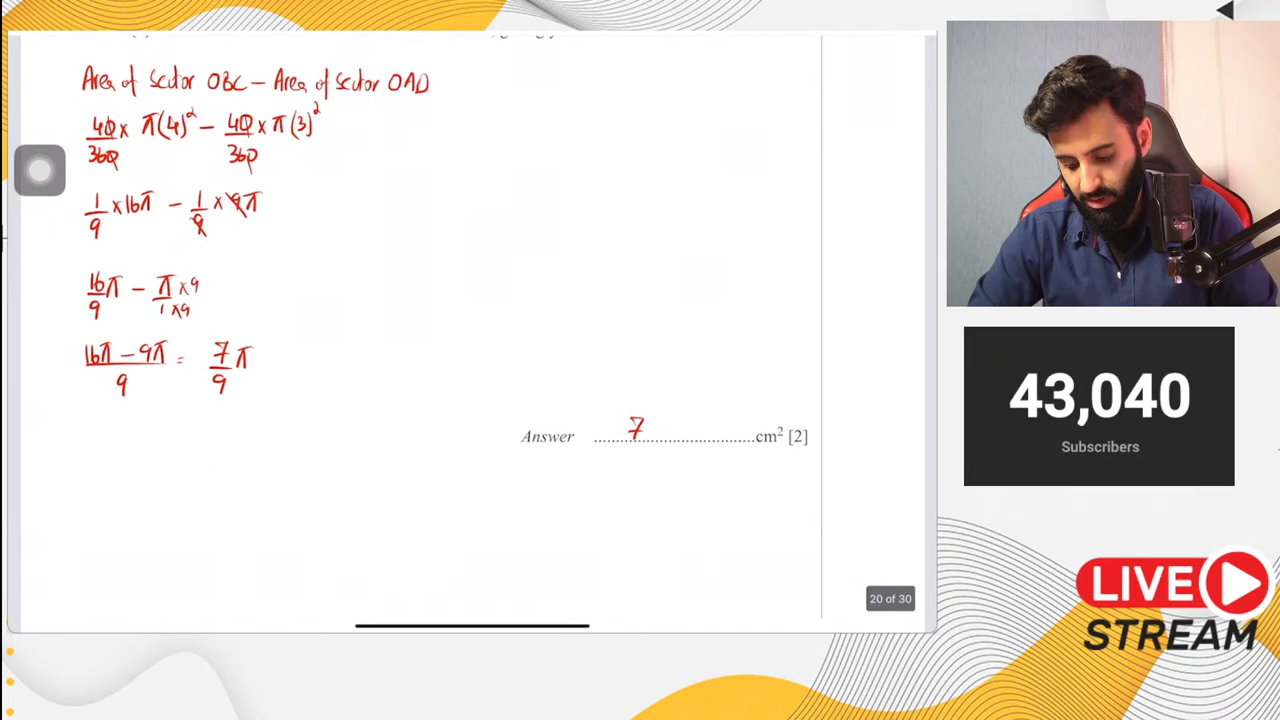 Area of Sector OBC – Area of Sector OAD
40/360 × π(4)² – 40/360 × π(3)²
1/9 × 16π – 1/9 × 9π
16/9 π – π × 9 / 1 × 9
16π – 9π / 9 = 7/9 π
Answer 7 cm² [2]
20 of 30
43,040
Subscribers
LIVE
STREAM